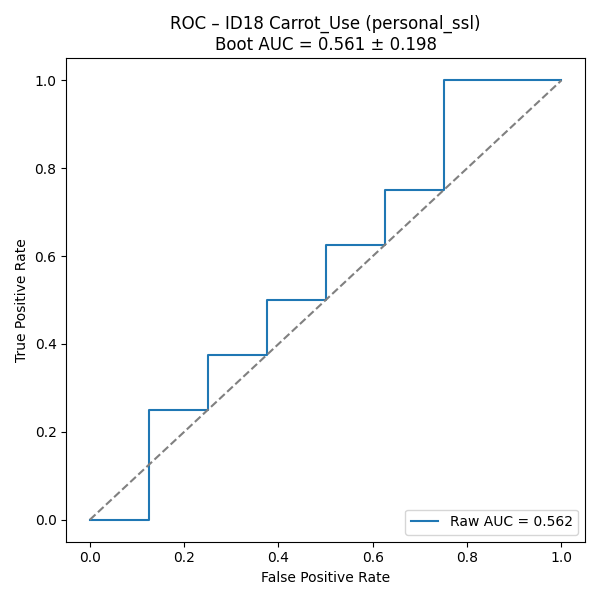 ROC – ID18 Carrot_Use (personal_ssl)
Boot AUC = 0.561 ± 0.198
True Positive Rate
1.0
0.8
0.6
0.4
0.2
0.0
Raw AUC = 0.562
0.0 0.2 0.4 0.6 0.8 1.0
False Positive Rate